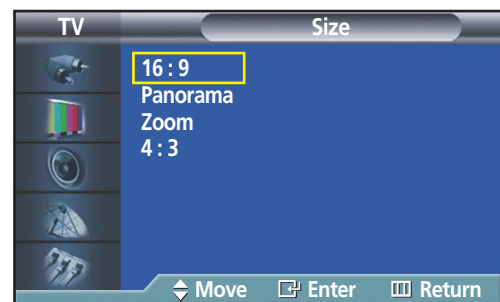 TV Size
16 : 9
Panorama
Zoom
4 : 3
Move Enter Return